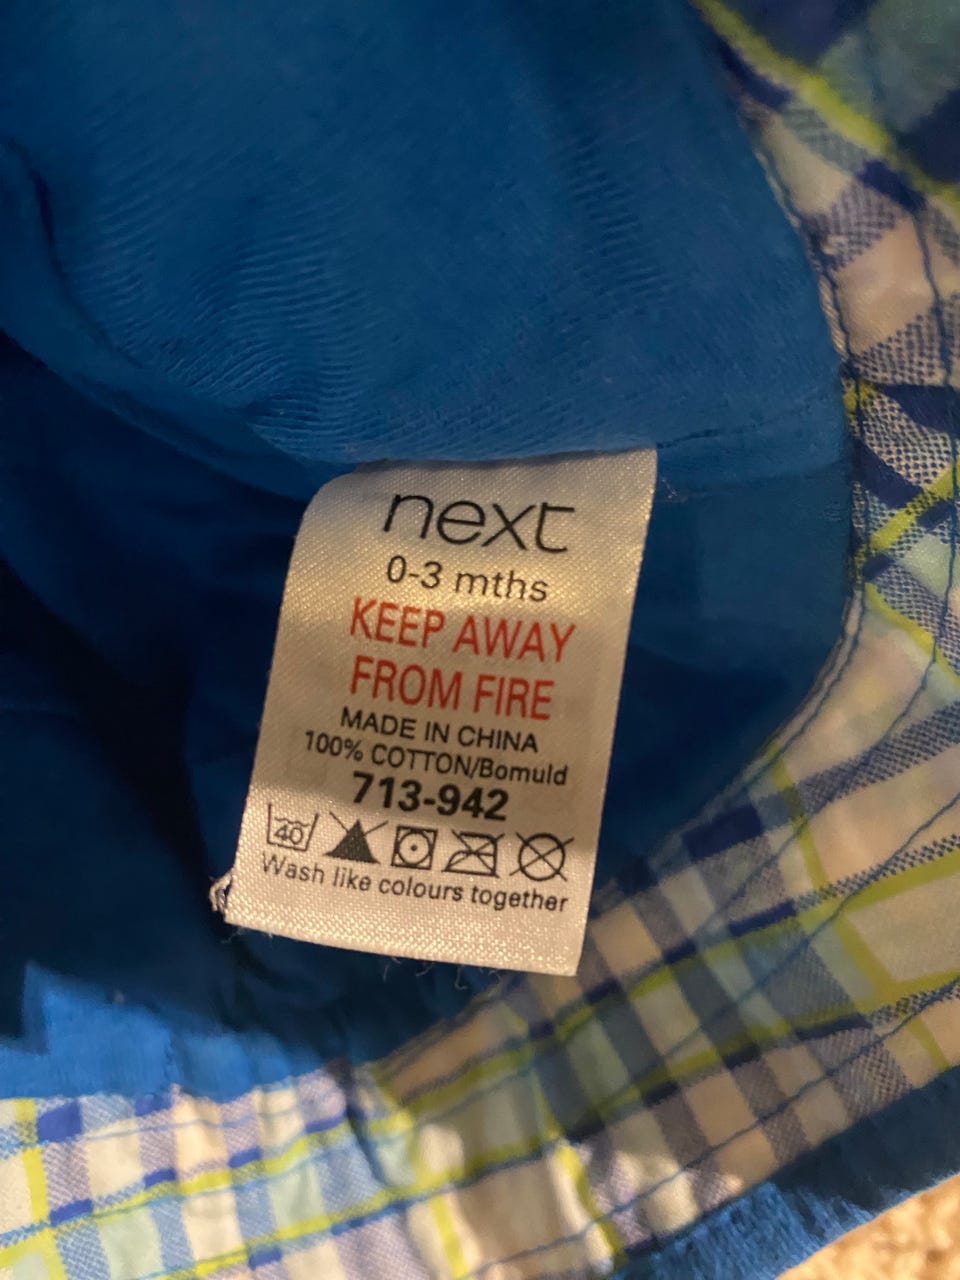 next
0-3 mths
KEEP AWAY
FROM FIRE
MADE IN CHINA
100% COTTON/Bomuld
713-942
40
Wash like colours together